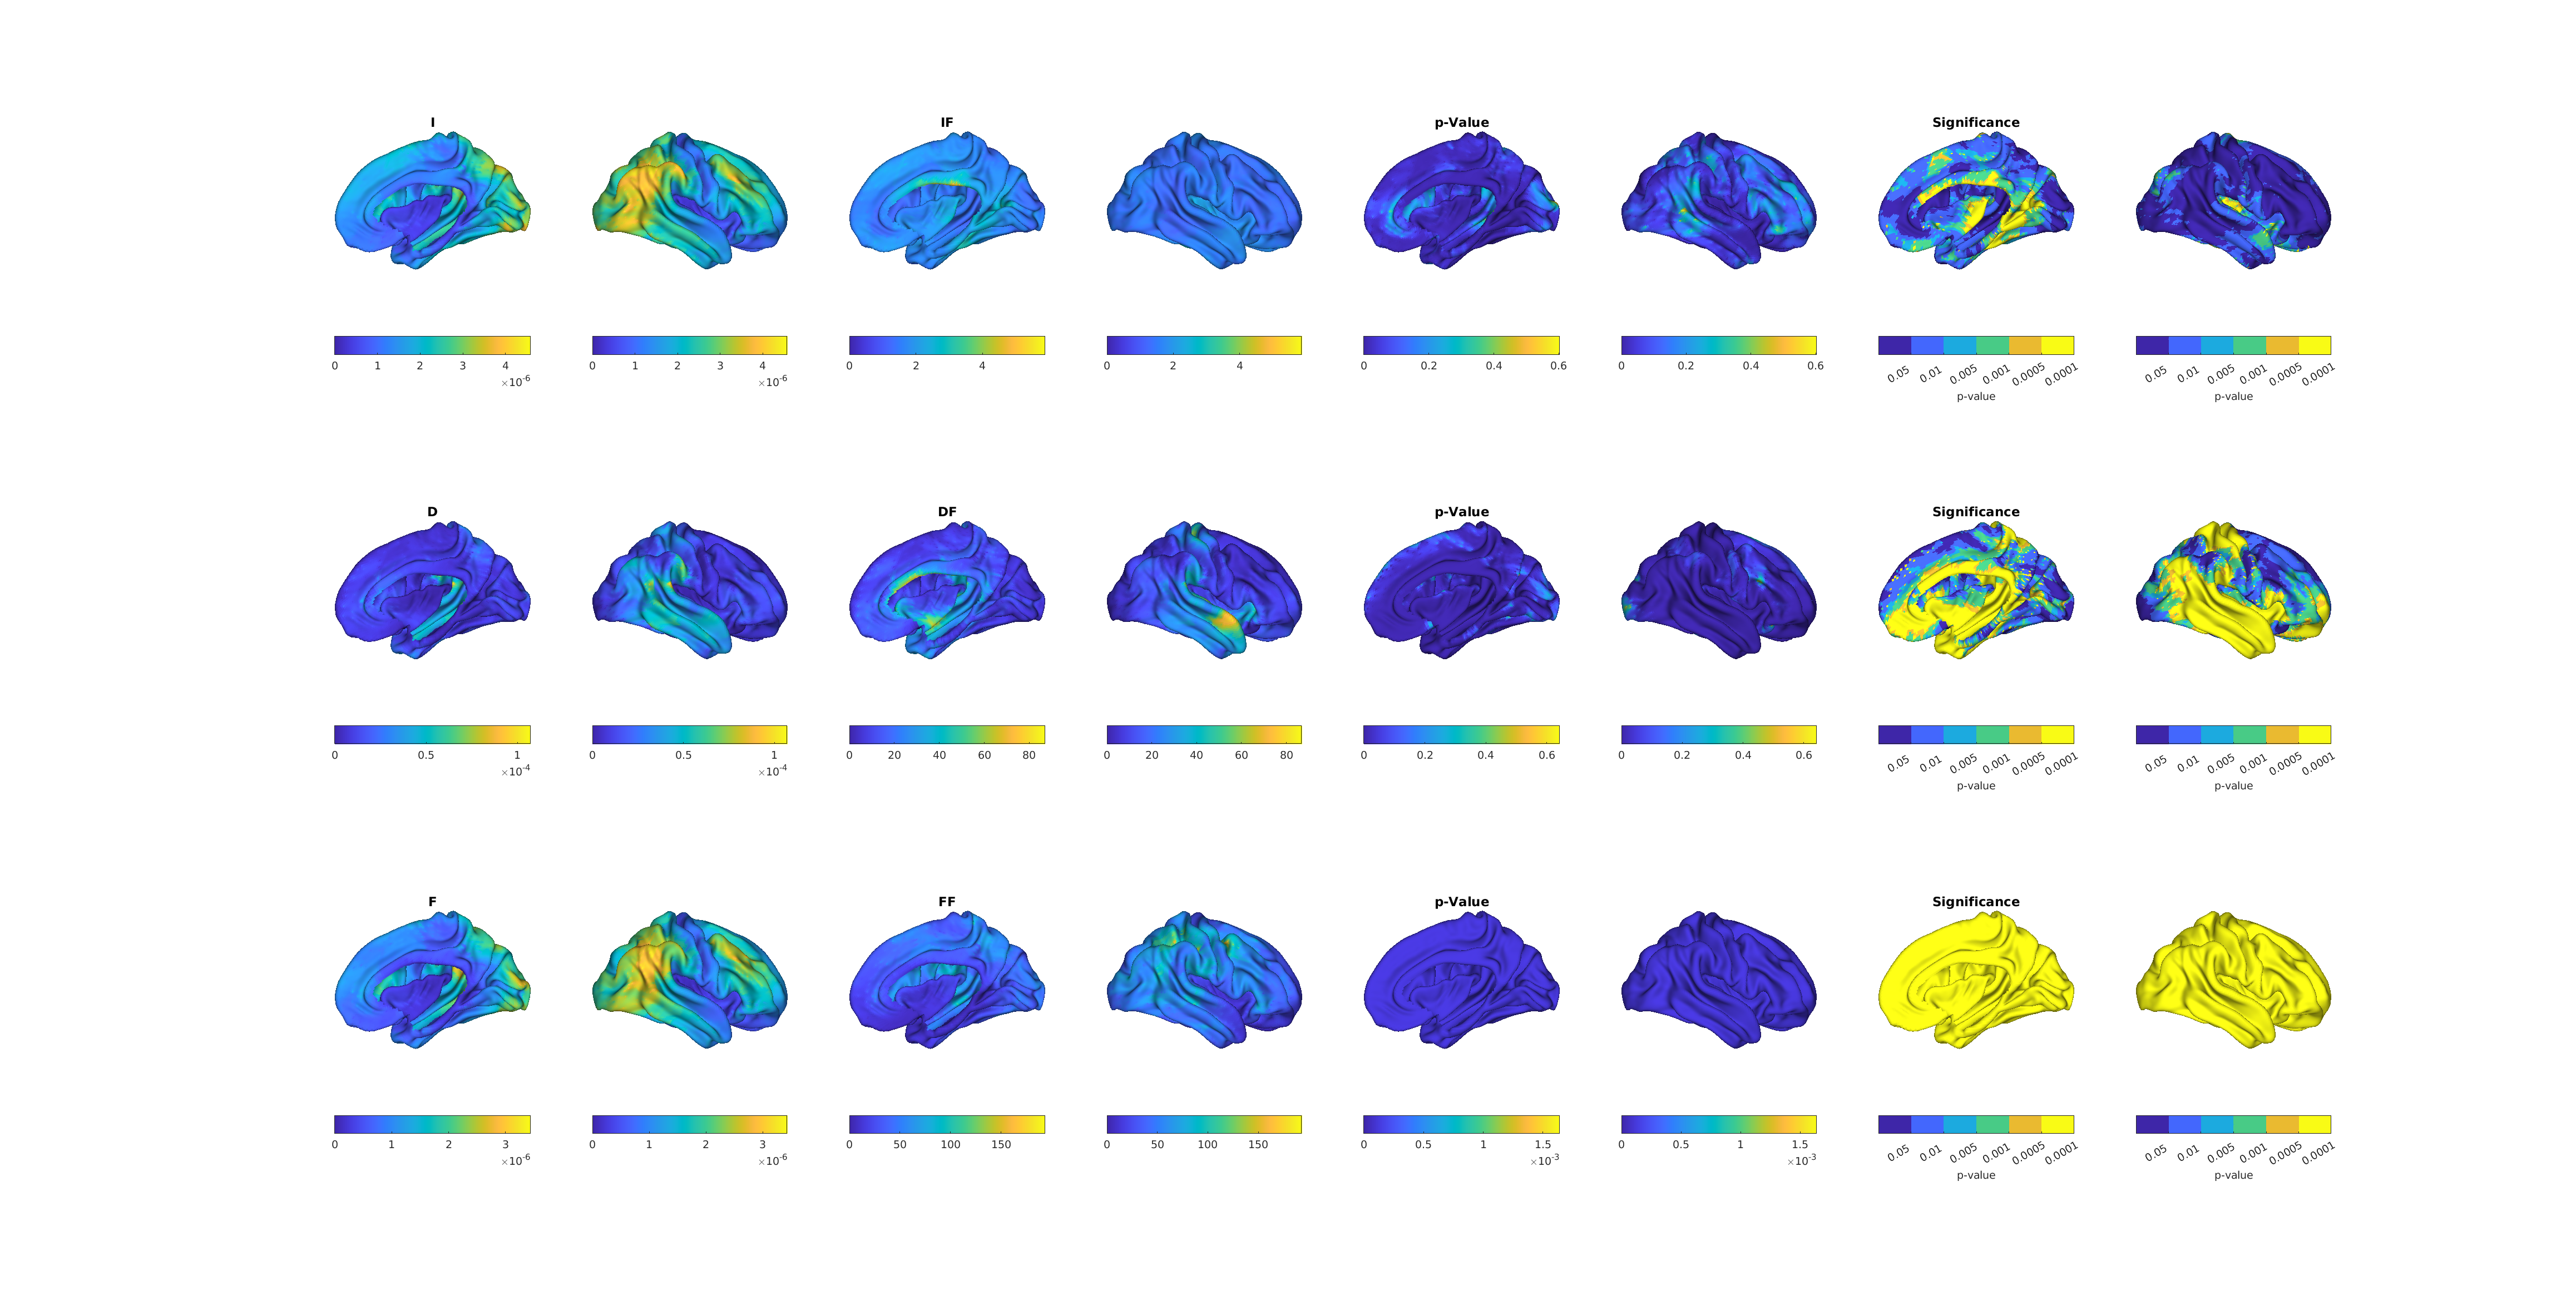 I IF p-Value Significance
0 1 2 3 4 0 1 2 3 4 0 2 4 0 2 4 0 0.2 0.4 0.6 0 0.2 0.4 0.6 0.05 0.01 0.005 0.001 0.0005 0.0001 0.05 0.01 0.005 0.001 0.0005 0.0001
×10-6 ×10-6
p-value p-value
D DF p-Value Significance
0 0.5 1 0 0.5 1 0 20 40 60 80 0 20 40 60 80 0 0.2 0.4 0.6 0 0.2 0.4 0.6 0.05 0.01 0.005 0.001 0.0005 0.0001 0.05 0.01 0.005 0.001 0.0005 0.0001
×10-4 ×10-4
p-value p-value
F FF p-Value Significance
0 1 2 3 0 1 2 3 0 50 100 150 0 50 100 150 0 0.5 1 1.5 0 0.5 1 1.5 0.05 0.01 0.005 0.001 0.0005 0.0001 0.05 0.01 0.005 0.001 0.0005 0.0001
×10-6 ×10-6 ×10-3 ×10-3
p-value p-value